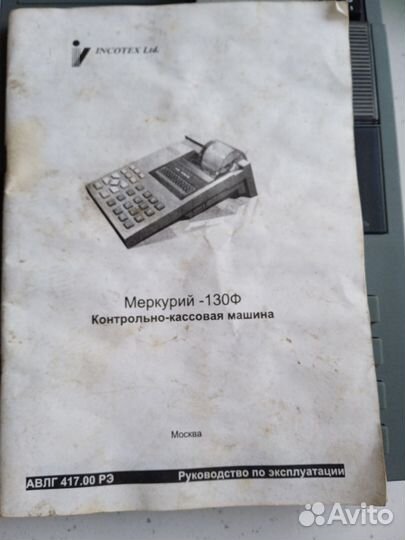 INCOTEX Ltd.
Меркурий -130Ф
Контрольно-кассовая машина
Москва
АВЛГ 417.00 РЭ Руководство по эксплуатации
Avito